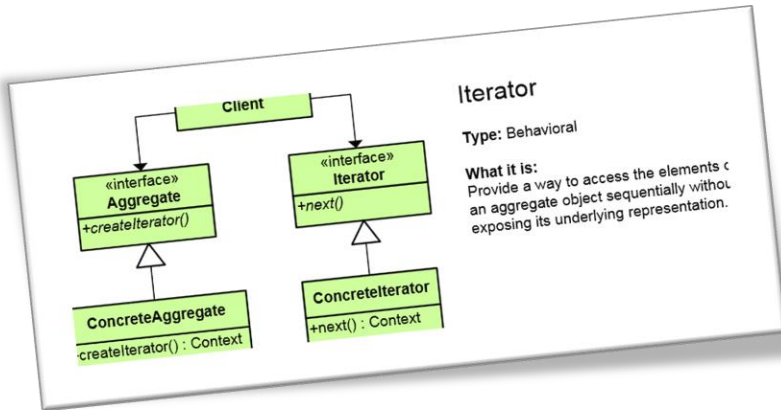 Client
«interface»
Aggregate
+createIterator()
«interface»
Iterator
+next()
ConcreteAggregate
createIterator() : Context
ConcreteIterator
+next() : Context
Iterator
Type: Behavioral
What it is:
Provide a way to access the elements
an aggregate object sequentially
exposing its underlying representation.